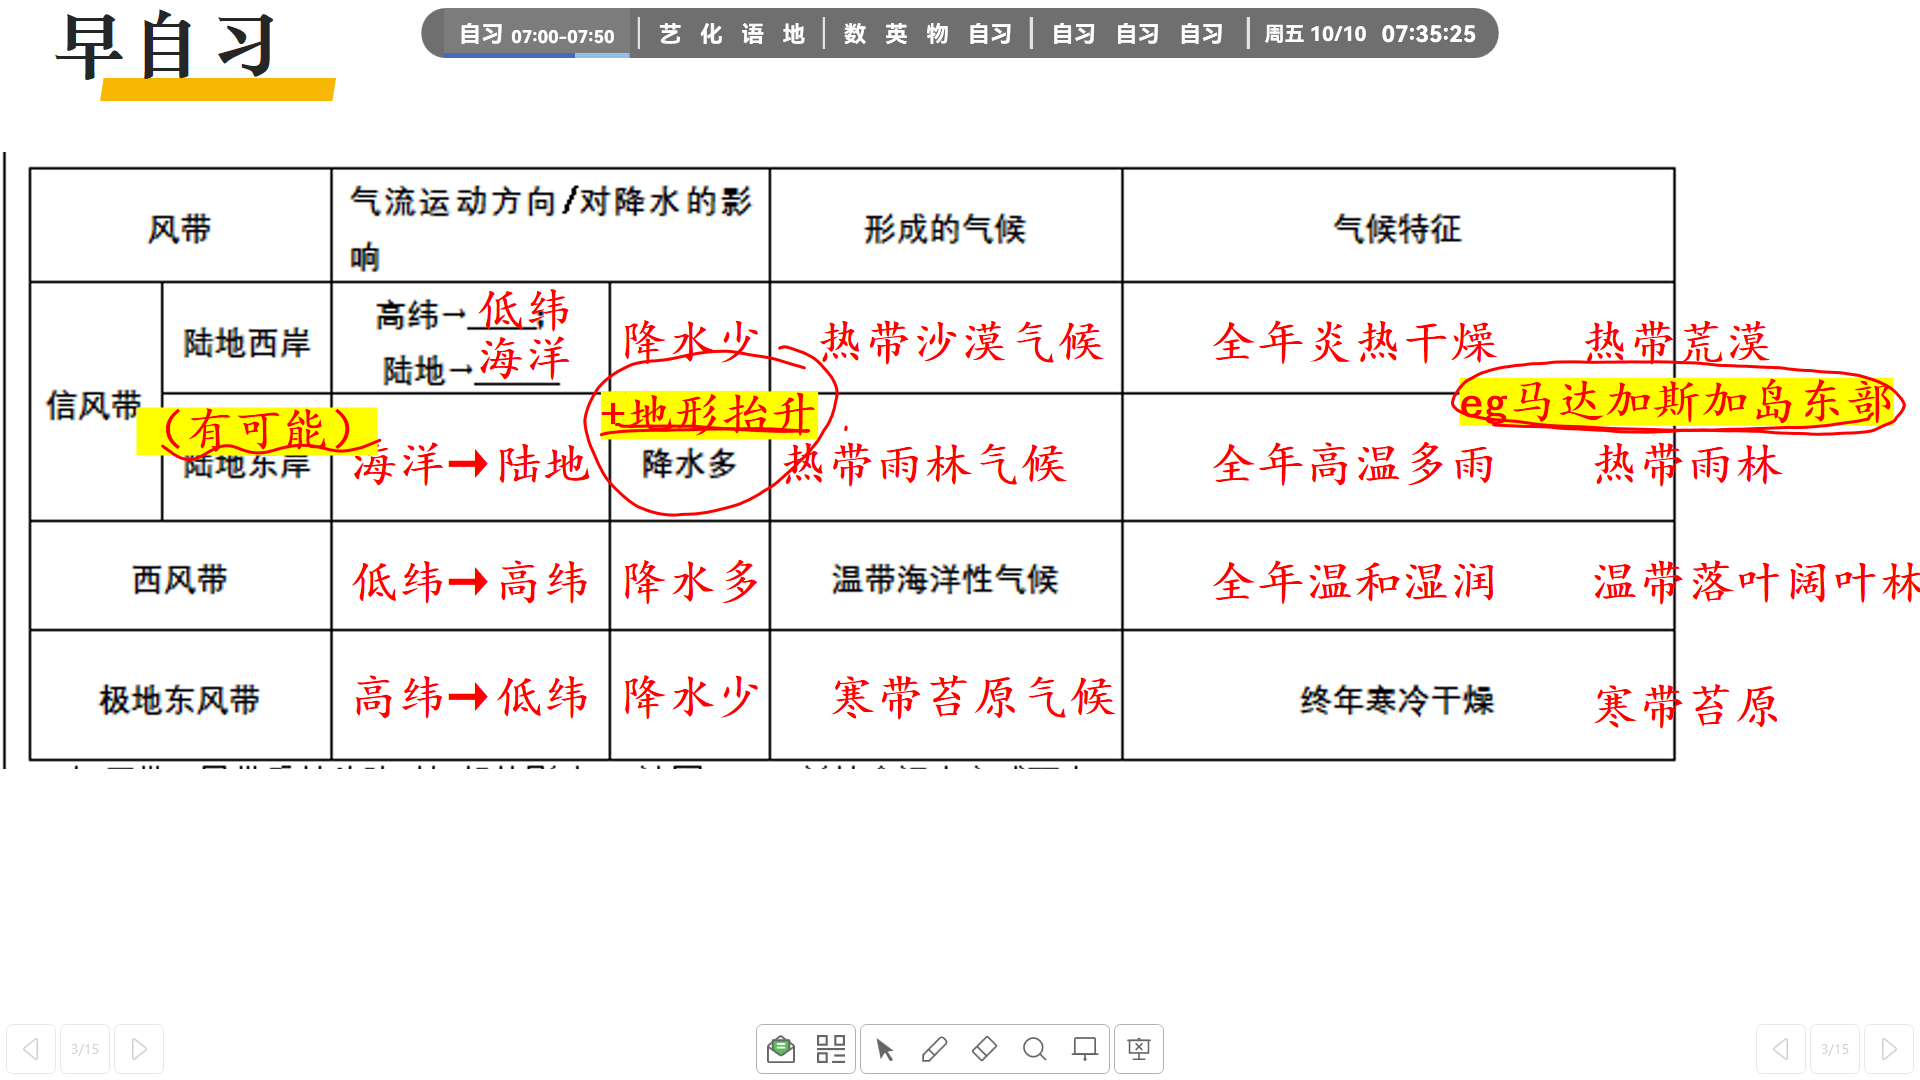 早自习
自习 07:00-07:50 艺 化 语 地 数 英 物 自习 自习 自习 自习 周五 10/10 07:35:25
风带
气流运动方向/对降水的影
响
形成的气候
气候特征
信风带
陆地西岸
高纬→低纬;
陆地→海洋
降水少
热带沙漠气候
全年炎热干燥
热带荒漠
(有可能)
陆地东岸
海洋→陆地
+地形抬升
降水多
热带雨林气候
全年高温多雨
eg马达加斯加岛东部
热带雨林
西风带
低纬→高纬
降水多
温带海洋性气候
全年温和湿润
温带落叶阔叶林
极地东风带
高纬→低纬
降水少
寒带苔原气候
终年寒冷干燥
寒带苔原
3/15
3/15